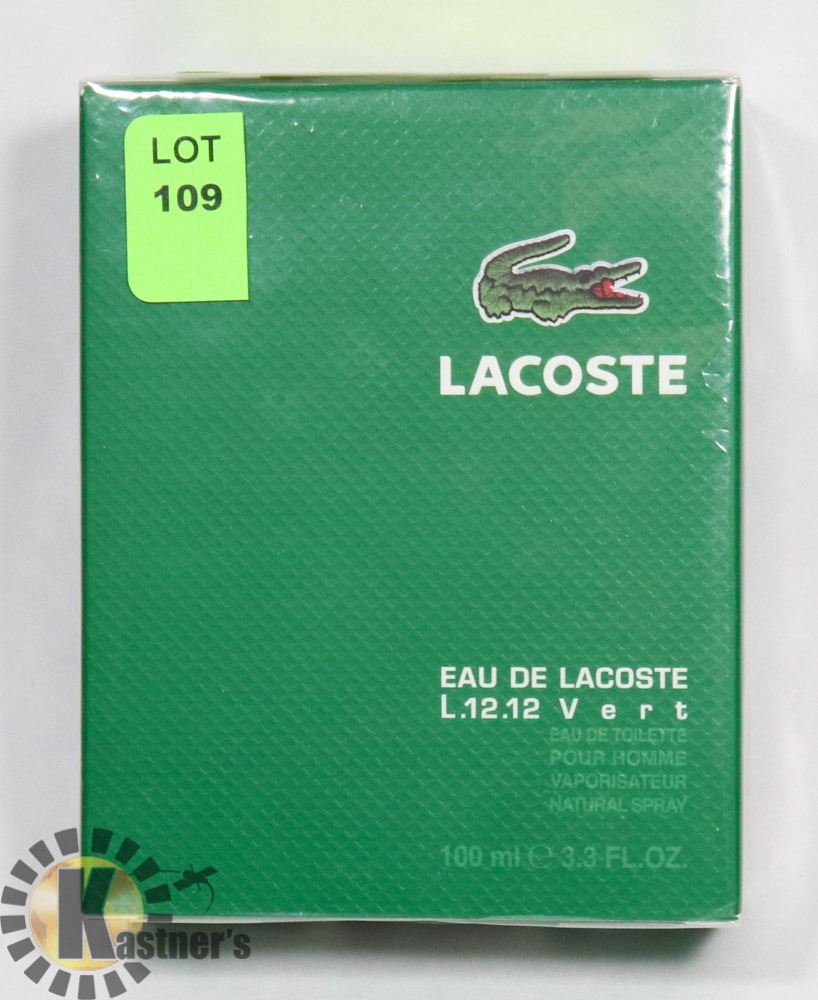 LOT
109
LACOSTE
EAU DE LACOSTE
L.12.12 Vert
EAU DE TOILETTE
POUR HOMME
VAPORISATEUR
NATURAL SPRAY
100 ml ℮ 3.3 FL.OZ.
Kastner's